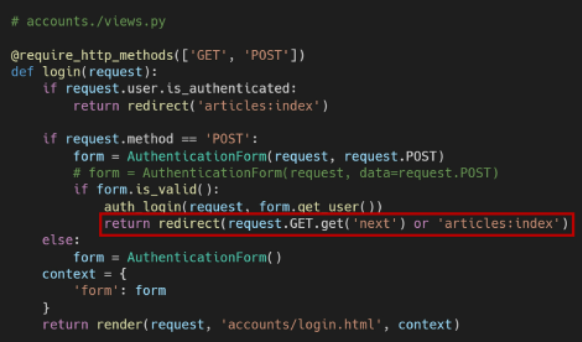 # accounts./views.py
@require_http_methods(['GET', 'POST'])
def login(request):
    if request.user.is_authenticated:
        return redirect('articles:index')
    if request.method == 'POST':
        form = AuthenticationForm(request, request.POST)
        # form = AuthenticationForm(request, data=request.POST)
        if form.is_valid():
            auth_login(request, form.get_user())
            return redirect(request.GET.get('next') or 'articles:index')
    else:
        form = AuthenticationForm()
    context = {
        'form': form
    }
    return render(request, 'accounts/login.html', context)